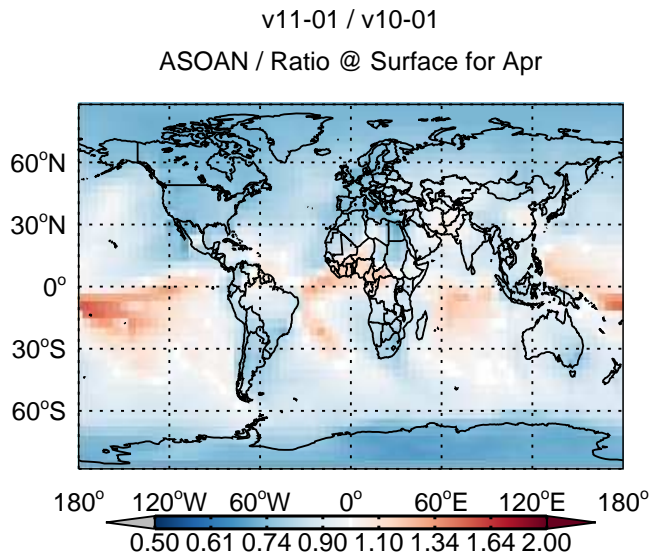 v11-01 / v10-01
ASOAN / Ratio @ Surface for Apr
60°N
30°N
0°
30°S
60°S
180° 120°W 60°W 0° 60°E 120°E 180°
0.50 0.61 0.74 0.90 1.10 1.34 1.64 2.00